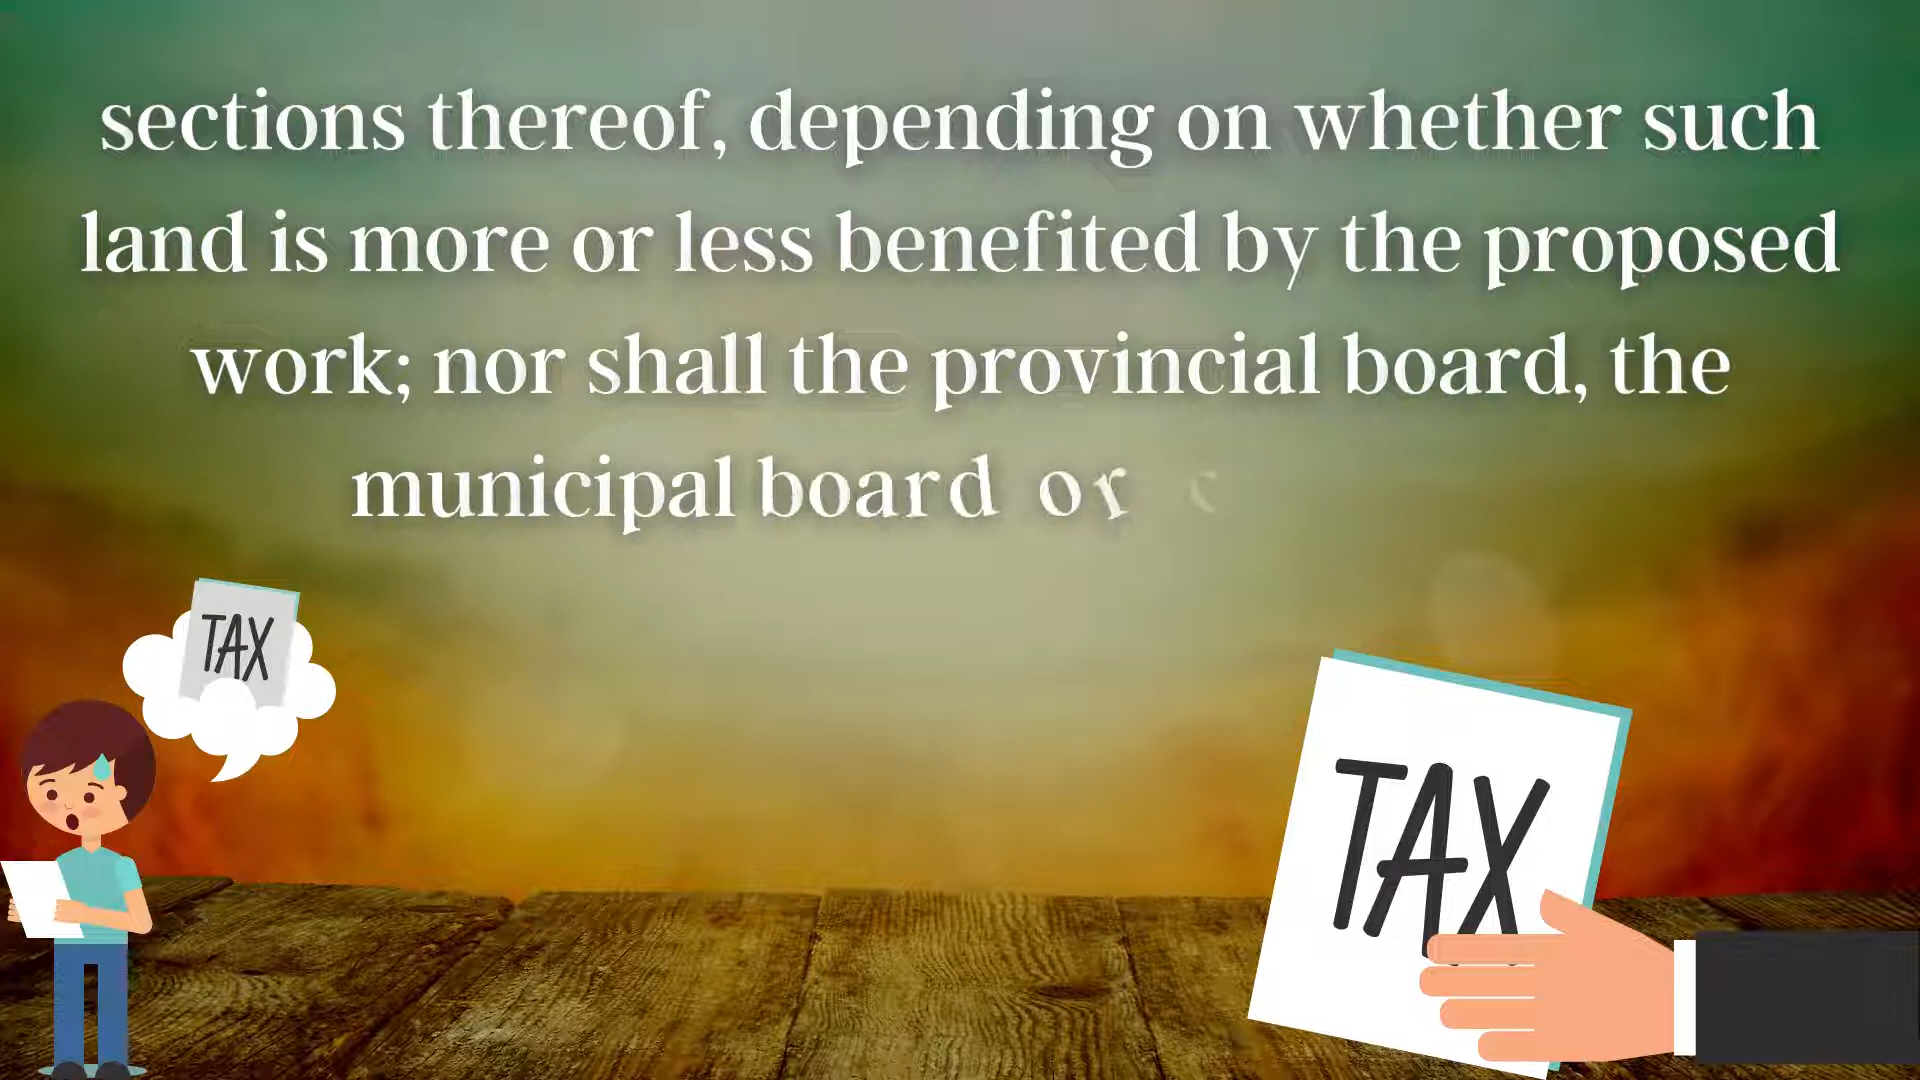 sections thereof, depending on whether such
land is more or less benefited by the proposed
work; nor shall the provincial board, the
municipal board or c
TAX
TAX